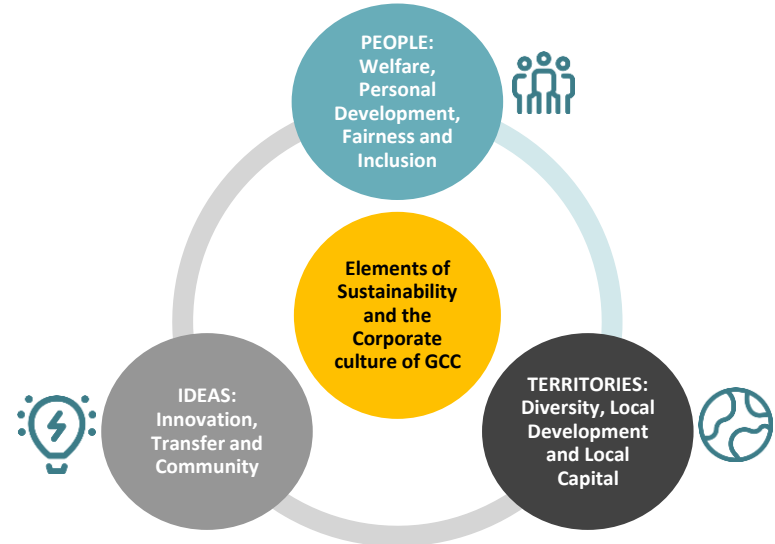 PEOPLE:
Welfare,
Personal
Development,
Fairness and
Inclusion
Elements of
Sustainability
and the
Corporate
culture of GCC
IDEAS:
Innovation,
Transfer and
Community
TERRITORIES:
Diversity, Local
Development
and Local
Capital